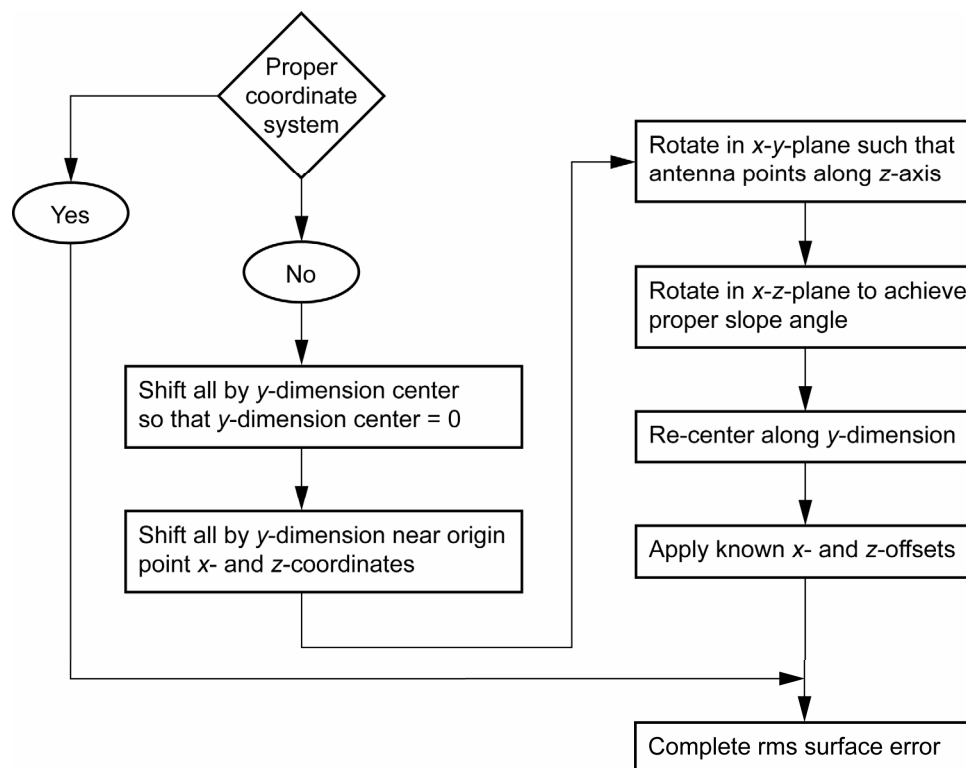 Proper
coordinate
system
Yes
No
Shift all by y-dimension center
so that y-dimension center = 0
Shift all by y-dimension near origin
point x- and z-coordinates
Rotate in x-y-plane such that
antenna points along z-axis
Rotate in x-z-plane to achieve
proper slope angle
Re-center along y-dimension
Apply known x- and z-offsets
Complete rms surface error